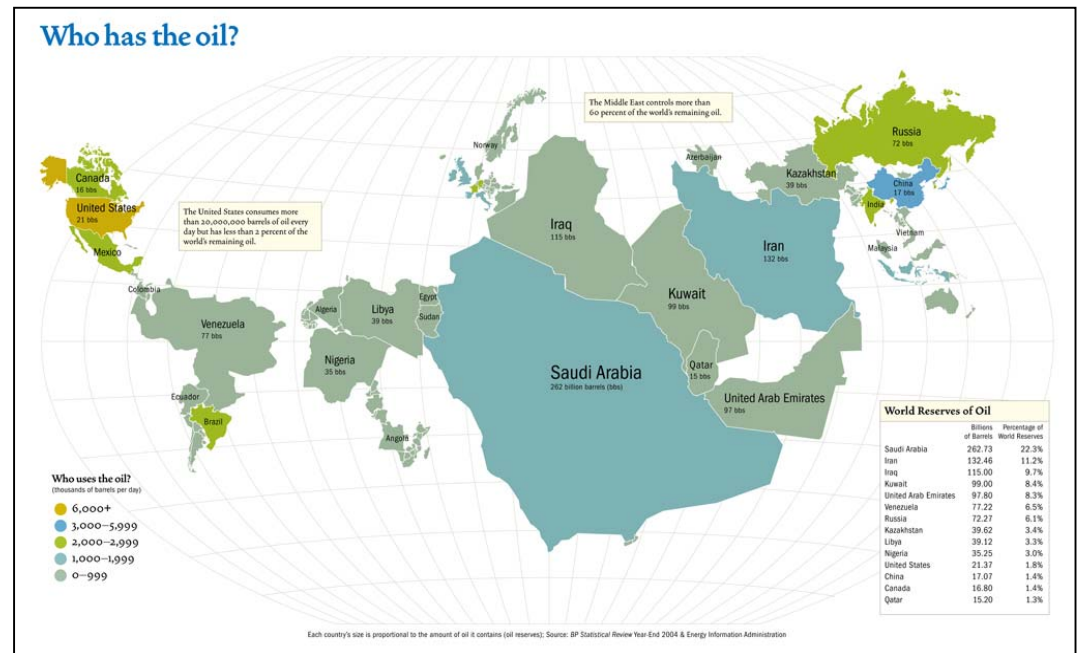 Who has the oil?
The Middle East controls more than
60 percent of the world's remaining oil.
The United States consumes more
than 20,000,000 barrels of oil every
day but has less than 2 percent of the
world's remaining oil.
Canada
16 bbs
United States
21 bbs
Mexico
Colombia
Venezuela
77 bbs
Ecuador
Brazil
Norway
Algeria
Libya
39 bbs
Egypt
Sudan
Nigeria
35 bbs
Angola
Iraq
115 bbs
Saudi Arabia
262 billion barrels (bbs)
Kuwait
99 bbs
Qatar
15 bbs
United Arab Emirates
97 bbs
Iran
132 bbs
Azerbaijan
Kazakhstan
39 bbs
Russia
72 bbs
China
17 bbs
India
Vietnam
Malaysia
Who uses the oil?
(thousands of barrels per day)
6,000+
3,000–5,999
2,000–2,999
1,000–1,999
0–999
World Reserves of Oil
Billions Percentage of
of Barrels World Reserves
Saudi Arabia 262.73 22.3%
Iran 132.46 11.2%
Iraq 115.00 9.7%
Kuwait 99.00 8.4%
United Arab Emirates 97.80 8.3%
Venezuela 77.22 6.5%
Russia 72.27 6.1%
Kazakhstan 39.62 3.4%
Libya 39.12 3.3%
Nigeria 35.25 3.0%
United States 21.37 1.8%
China 17.07 1.4%
Canada 16.80 1.4%
Qatar 15.20 1.3%
Each country's size is proportional to the amount of oil it contains (oil reserves); Source: BP Statistical Review Year-End 2004 & Energy Information Administration